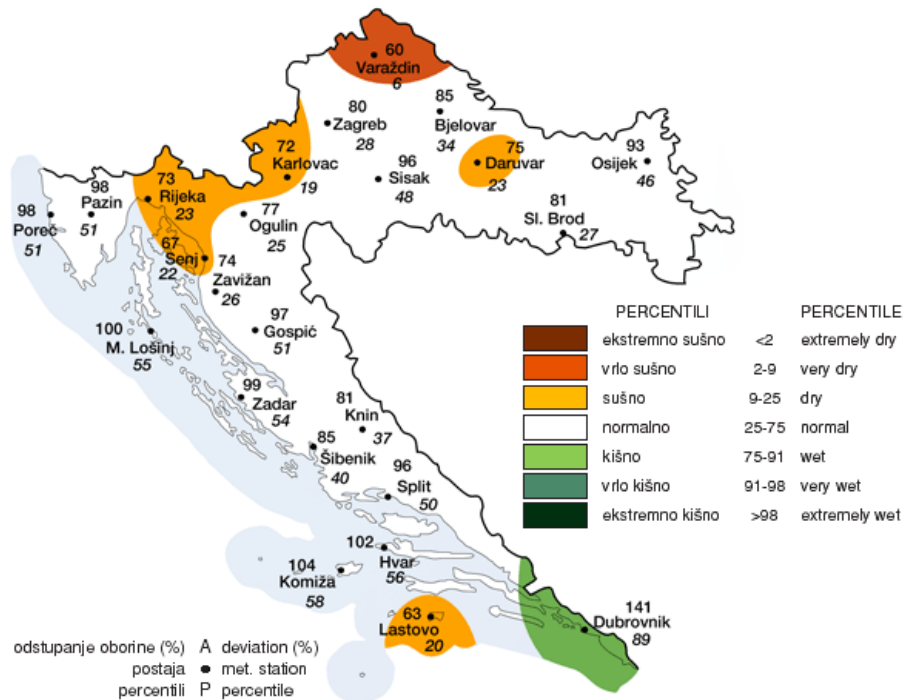 60
Varaždin
6
85
Bjelovar
34
80
Zagreb
28
72
Karlovac
19
96
Sisak
48
75
Daruvar
23
93
Osijek
46
81
Sl. Brod
27
73
Rijeka
23
98
Pazin
51
98
Poreč
51
77
Ogulin
25
67
Senj
22
74
Zavižan
26
97
Gospić
51
100
M. Lošinj
55
99
Zadar
54
81
Knin
37
85
Šibenik
40
96
Split
50
102
Hvar
56
104
Komiža
58
63
Lastovo
20
141
Dubrovnik
89
PERCENTILI PERCENTILE
ekstremno sušno <2 extremely dry
vrlo sušno 2-9 very dry
sušno 9-25 dry
normalno 25-75 normal
kišno 75-91 wet
vrlo kišno 91-98 very wet
ekstremno kišno >98 extremely wet
odstupanje oborine (%) A deviation (%)
postaja ● met. station
percentili P percentile